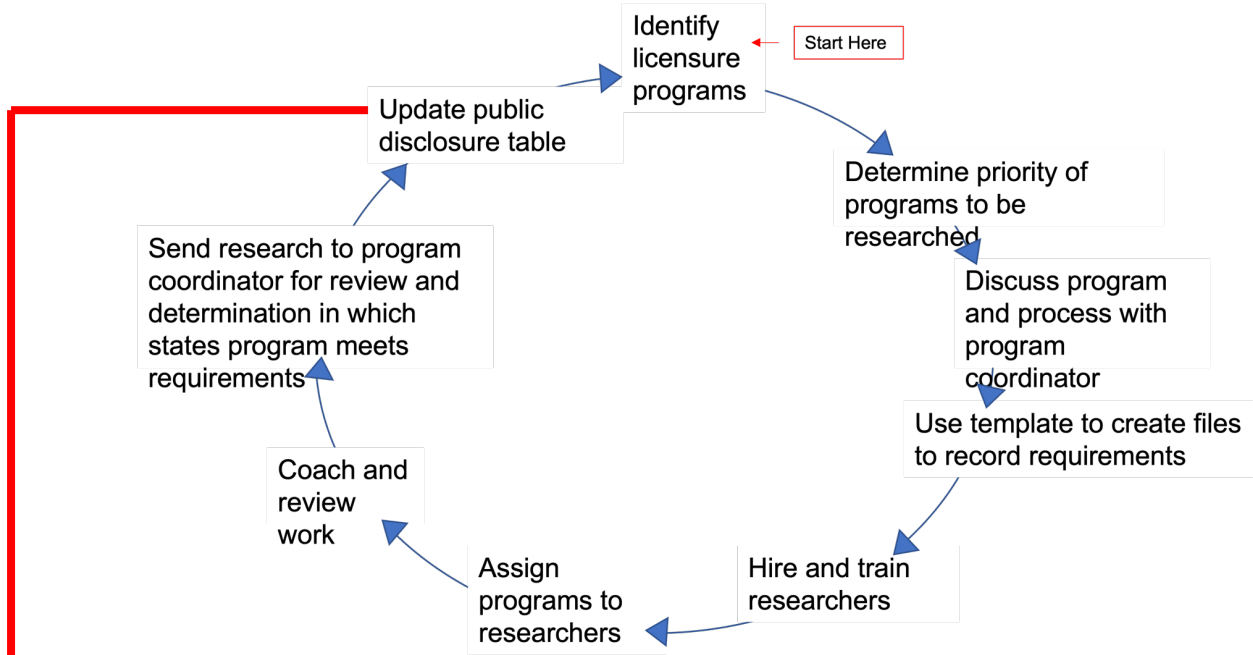 Identify
licensure
programs
Start Here
Determine priority of
programs to be
researched
Discuss program
and process with
program
coordinator
Use template to create files
to record requirements
Hire and train
researchers
Assign
programs to
researchers
Coach and
review
work
Send research to program
coordinator for review and
determination in which
states program meets
requirements
Update public
disclosure table